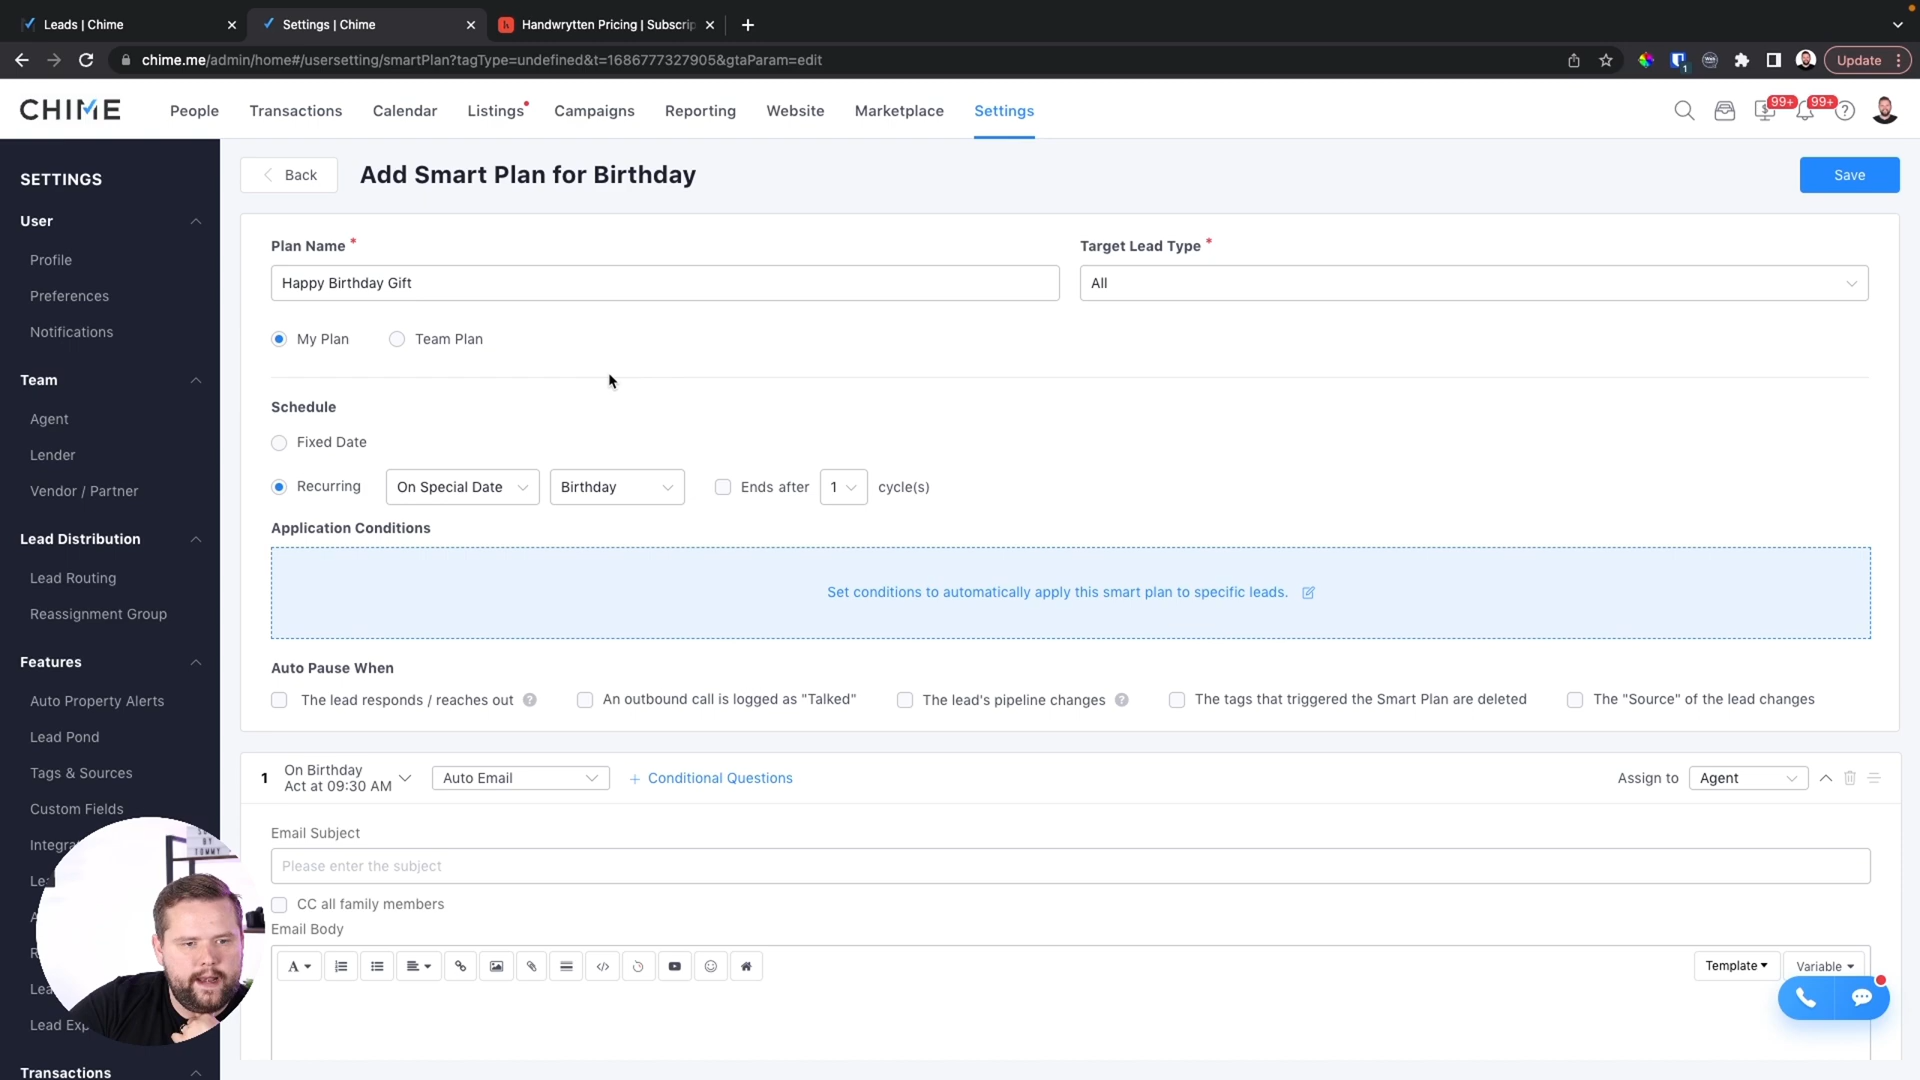 Leads | Chime
Settings | Chime
Handwrytten Pricing | Subscrip
chime.me/admin/home#/usersetting/smartPlan?tagType=undefined&t=1686777327905&gtaParam=edit
1
Update
CHIME
People
Transactions
Calendar
Listings
Campaigns
Reporting
Website
Marketplace
Settings
99+
99+
SETTINGS
User
Profile
Preferences
Notifications
Team
Agent
Lender
Vendor / Partner
Lead Distribution
Lead Routing
Reassignment Group
Features
Auto Property Alerts
Lead Pond
Tags & Sources
Custom Fields
Integra
Le
A
R
Lea
Lead Exp
Transactions
Back
Add Smart Plan for Birthday
Save
Plan Name *
Target Lead Type *
Happy Birthday Gift
All
My Plan
Team Plan
Schedule
Fixed Date
Recurring
On Special Date
Birthday
Ends after
1
cycle(s)
Application Conditions
Set conditions to automatically apply this smart plan to specific leads.
Auto Pause When
The lead responds / reaches out
An outbound call is logged as "Talked"
The lead's pipeline changes
The tags that triggered the Smart Plan are deleted
The "Source" of the lead changes
1
On Birthday
Act at 09:30 AM
Auto Email
+ Conditional Questions
Assign to
Agent
Email Subject
Please enter the subject
CC all family members
Email Body
A
Template
Variable